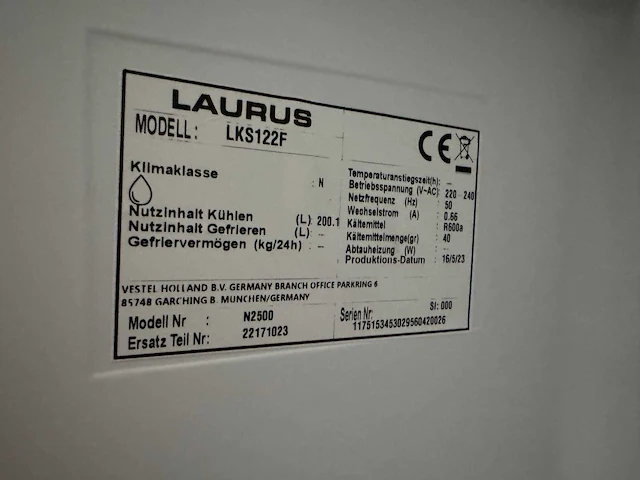 LAURUS
MODELL: LKS122F
CE
Klimaklasse : N
Nutzinhalt Kühlen (L): 200.1
Nutzinhalt Gefrieren (L): --
Gefriervermögen (kg/24h) : --
Temperaturanstiegszeit(h): --
Betriebsspannung (V~AC): 220 - 240
Netzfrequenz (Hz) : 50
Wechselstrom (A) : 0.66
Kältemittel : R600a
Kältemittelmenge(gr) : 40
Abtauheizung (W) : --
Produktions-Datum : 16/5/23
VESTEL HOLLAND B.V. GERMANY BRANCH OFFICE PARKRING 6
85748 GARCHING B. MUNCHEN/GERMANY
SI: 000
Modell Nr : N2500
Serien Nr:
1175153453029560420026
Ersatz Teil Nr: 22171023